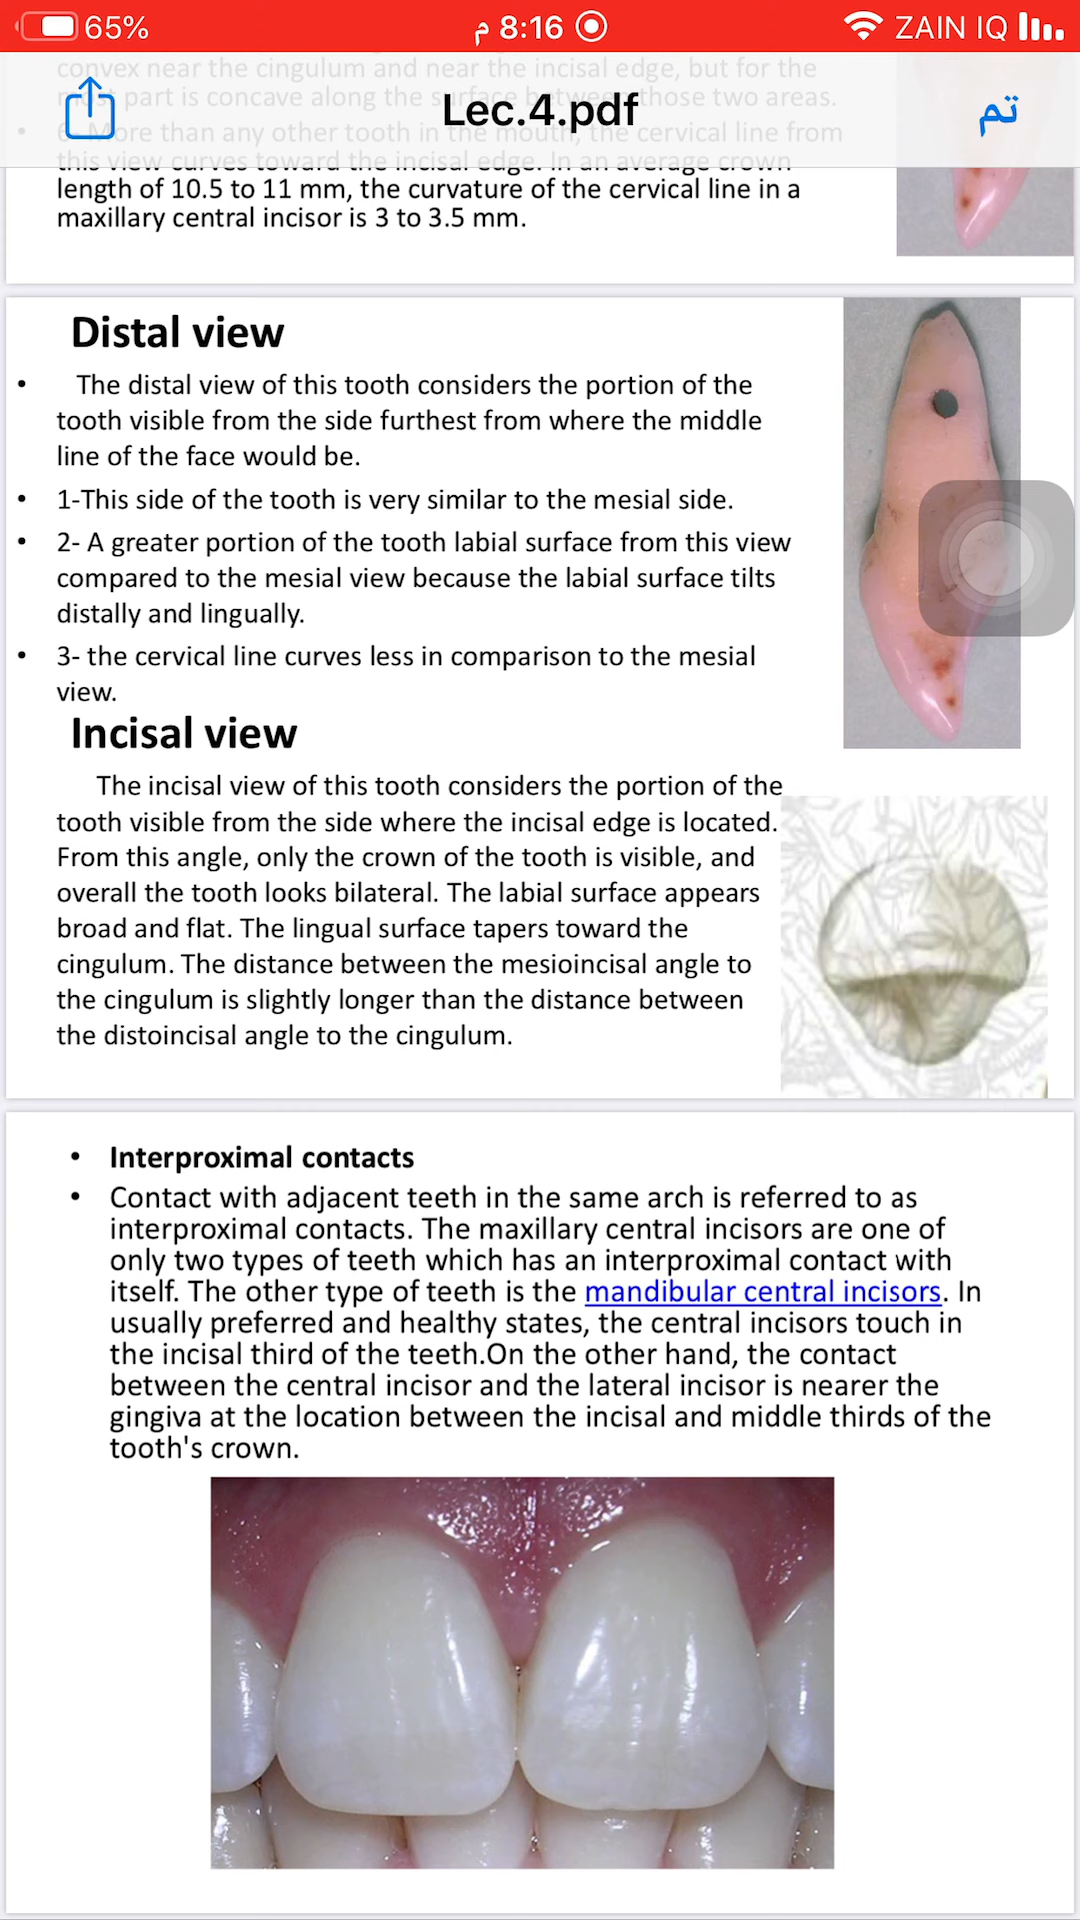 65%
8:16 م
ZAIN IQ
convex near the cingulum and near the incisal edge, but for the
most part is concave along the surface between those two areas.
Lec.4.pdf
تم
• 6- More than any other tooth in the mouth, the cervical line from
this view curves toward the incisal edge. In an average crown
length of 10.5 to 11 mm, the curvature of the cervical line in a
maxillary central incisor is 3 to 3.5 mm.
Distal view
• The distal view of this tooth considers the portion of the
tooth visible from the side furthest from where the middle
line of the face would be.
• 1-This side of the tooth is very similar to the mesial side.
• 2- A greater portion of the tooth labial surface from this view
compared to the mesial view because the labial surface tilts
distally and lingually.
• 3- the cervical line curves less in comparison to the mesial
view.
Incisal view
The incisal view of this tooth considers the portion of the
tooth visible from the side where the incisal edge is located.
From this angle, only the crown of the tooth is visible, and
overall the tooth looks bilateral. The labial surface appears
broad and flat. The lingual surface tapers toward the
cingulum. The distance between the mesioincisal angle to
the cingulum is slightly longer than the distance between
the distoincisal angle to the cingulum.
• Interproximal contacts
• Contact with adjacent teeth in the same arch is referred to as
interproximal contacts. The maxillary central incisors are one of
only two types of teeth which has an interproximal contact with
itself. The other type of teeth is the mandibular central incisors. In
usually preferred and healthy states, the central incisors touch in
the incisal third of the teeth.On the other hand, the contact
between the central incisor and the lateral incisor is nearer the
gingiva at the location between the incisal and middle thirds of the
tooth's crown.